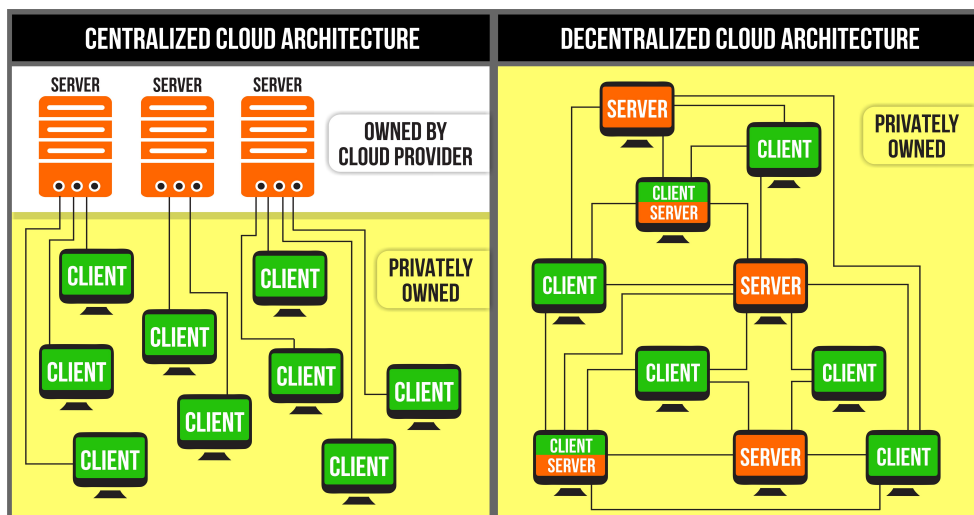 CENTRALIZED CLOUD ARCHITECTURE
SERVER
SERVER
SERVER
OWNED BY
CLOUD PROVIDER
PRIVATELY
OWNED
CLIENT
CLIENT
CLIENT
CLIENT
CLIENT
CLIENT
CLIENT
CLIENT
CLIENT
DECENTRALIZED CLOUD ARCHITECTURE
SERVER
PRIVATELY
OWNED
CLIENT
CLIENT
SERVER
CLIENT
SERVER
CLIENT
CLIENT
CLIENT
SERVER
SERVER
CLIENT